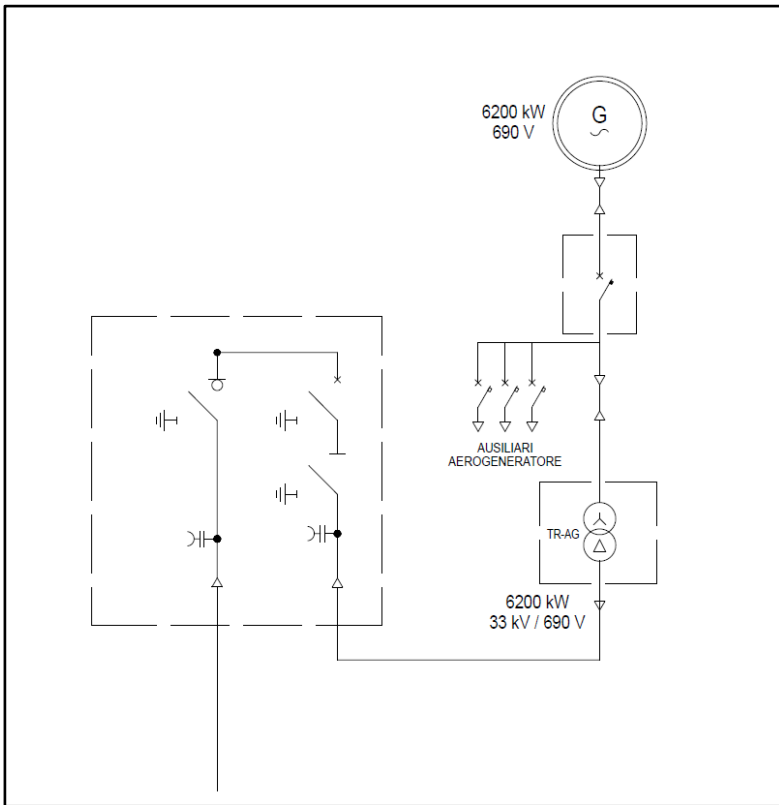 6200 kW
690 V
G
AUSILIARI
AEROGENERATORE
TR-AG
6200 kW
33 kV / 690 V